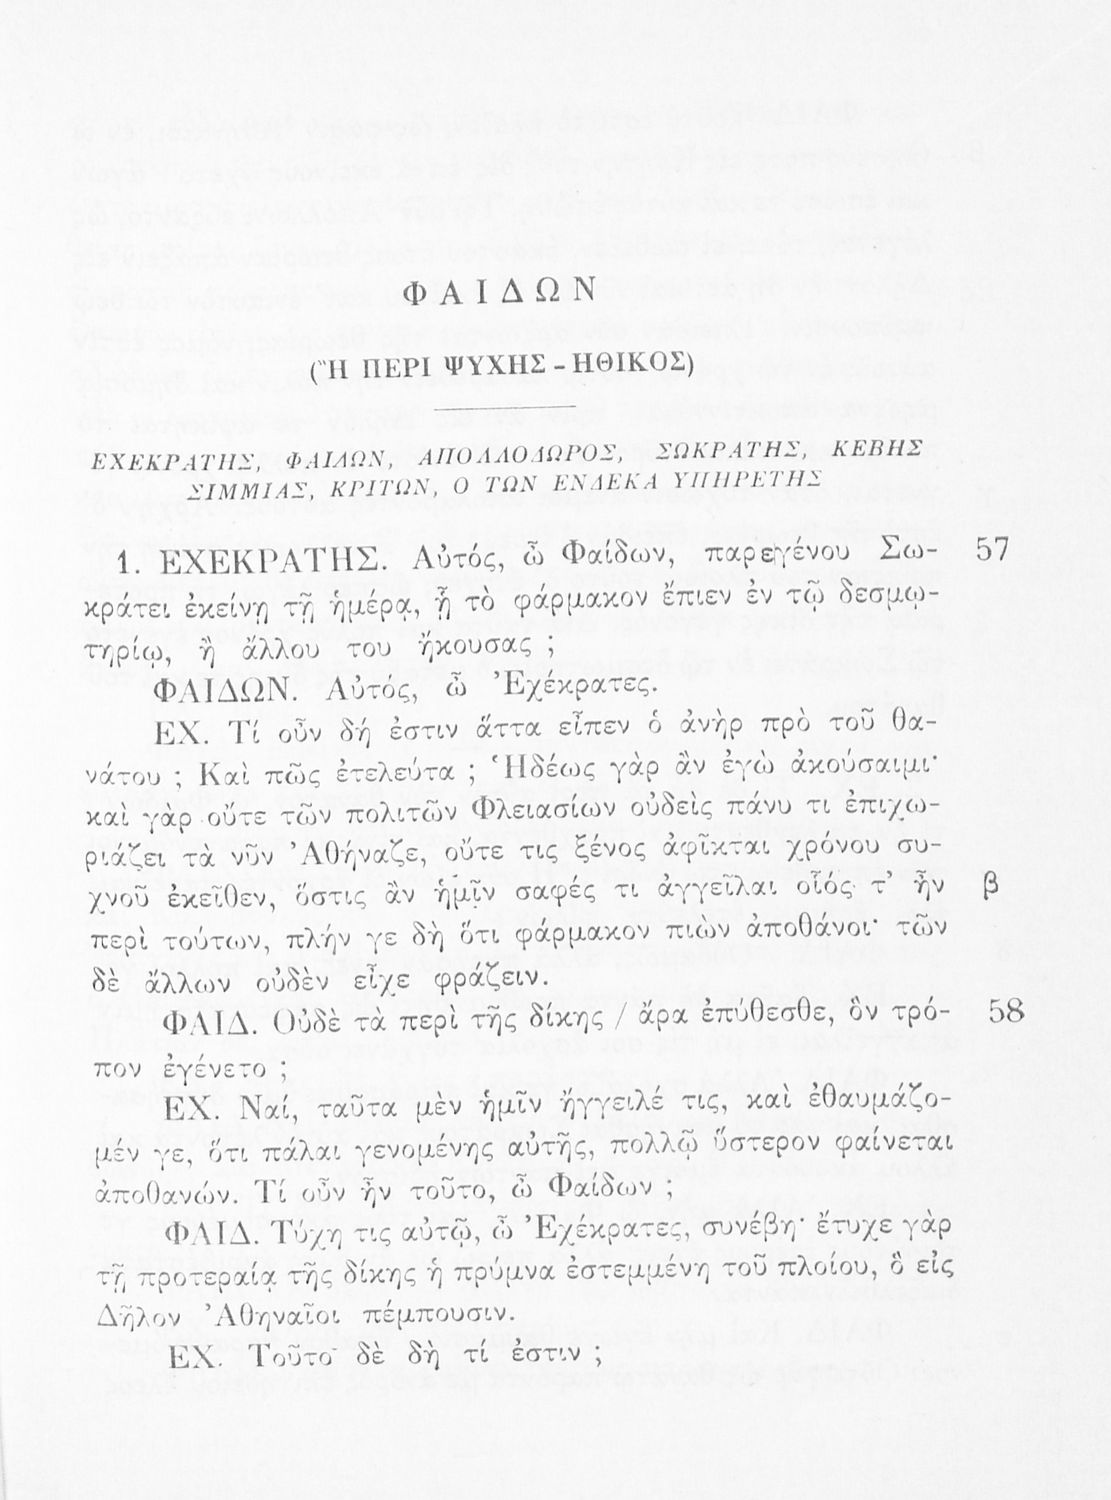 ΦΑΙΔΩΝ
(Ἢ ΠΕΡΙ ΨΥΧΗΣ - ΗΘΙΚΟΣ)
ΕΧΕΚΡΑΤΗΣ, ΦΑΙΔΩΝ, ΑΠΟΛΛΟΔΩΡΟΣ, ΣΩΚΡΑΤΗΣ, ΚΕΒΗΣ
ΣΙΜΜΙΑΣ, ΚΡΙΤΩΝ, Ο ΤΩΝ ΕΝΔΕΚΑ ΥΠΗΡΕΤΗΣ
1. ΕΧΕΚΡΑΤΗΣ. Αὐτός, ὦ Φαίδων, παρεγένου Σω- 57
κράτει ἐκείνῃ τῇ ἡμέρᾳ, ᾗ τὸ φάρμακον ἔπιεν ἐν τῷ δεσμω-
τηρίῳ, ἢ ἄλλου του ἤκουσας ;
ΦΑΙΔΩΝ. Αὐτός, ὦ Ἐχέκρατες.
ΕΧ. Τί οὖν δή ἐστιν ἅττα εἶπεν ὁ ἀνὴρ πρὸ τοῦ θα-
νάτου ; Καὶ πῶς ἐτελεύτα ; Ἡδέως γὰρ ἂν ἐγὼ ἀκούσαιμι·
καὶ γὰρ οὔτε τῶν πολιτῶν Φλειασίων οὐδεὶς πάνυ τι ἐπιχω-
ριάζει τὰ νῦν Ἀθήναζε, οὔτε τις ξένος ἀφῖκται χρόνου συ-
χνοῦ ἐκεῖθεν, ὅστις ἂν ἡμῖν σαφές τι ἀγγεῖλαι οἷός τ’ ἦν β
περὶ τούτων, πλήν γε δὴ ὅτι φάρμακον πιὼν ἀποθάνοι· τῶν
δὲ ἄλλων οὐδὲν εἶχε φράζειν.
ΦΑΙΔ. Οὐδὲ τὰ περὶ τῆς δίκης / ἄρα ἐπύθεσθε, ὃν τρό- 58
πον ἐγένετο ;
ΕΧ. Ναί, ταῦτα μὲν ἡμῖν ἤγγειλέ τις, καὶ ἐθαυμάζο-
μέν γε, ὅτι πάλαι γενομένης αὐτῆς, πολλῷ ὕστερον φαίνεται
ἀποθανών. Τί οὖν ἦν τοῦτο, ὦ Φαίδων ;
ΦΑΙΔ. Τύχη τις αὐτῷ, ὦ Ἐχέκρατες, συνέβη· ἔτυχε γὰρ
τῇ προτεραίᾳ τῆς δίκης ἡ πρύμνα ἐστεμμένη τοῦ πλοίου, ὃ εἰς
Δῆλον Ἀθηναῖοι πέμπουσιν.
ΕΧ. Τοῦτο δὲ δὴ τί ἐστιν ;